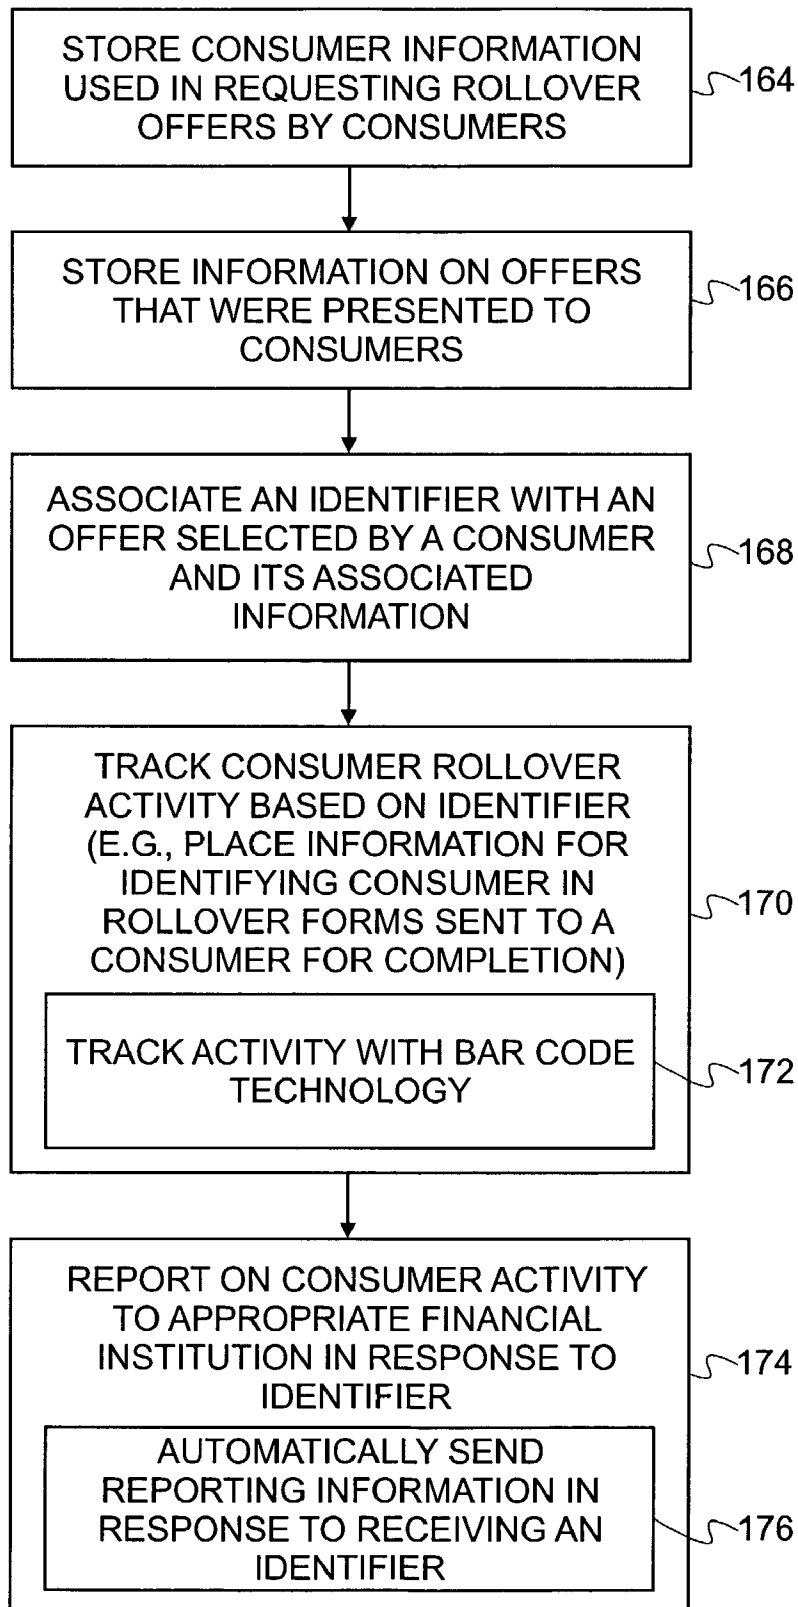 STORE CONSUMER INFORMATION
USED IN REQUESTING ROLLOVER
OFFERS BY CONSUMERS
164
STORE INFORMATION ON OFFERS
THAT WERE PRESENTED TO
CONSUMERS
166
ASSOCIATE AN IDENTIFIER WITH AN
OFFER SELECTED BY A CONSUMER
AND ITS ASSOCIATED
INFORMATION
168
TRACK CONSUMER ROLLOVER
ACTIVITY BASED ON IDENTIFIER
(E.G., PLACE INFORMATION FOR
IDENTIFYING CONSUMER IN
ROLLOVER FORMS SENT TO A
CONSUMER FOR COMPLETION)
170
TRACK ACTIVITY WITH BAR CODE
TECHNOLOGY
172
REPORT ON CONSUMER ACTIVITY
TO APPROPRIATE FINANCIAL
INSTITUTION IN RESPONSE TO
IDENTIFIER
174
AUTOMATICALLY SEND
REPORTING INFORMATION IN
RESPONSE TO RECEIVING AN
IDENTIFIER
176